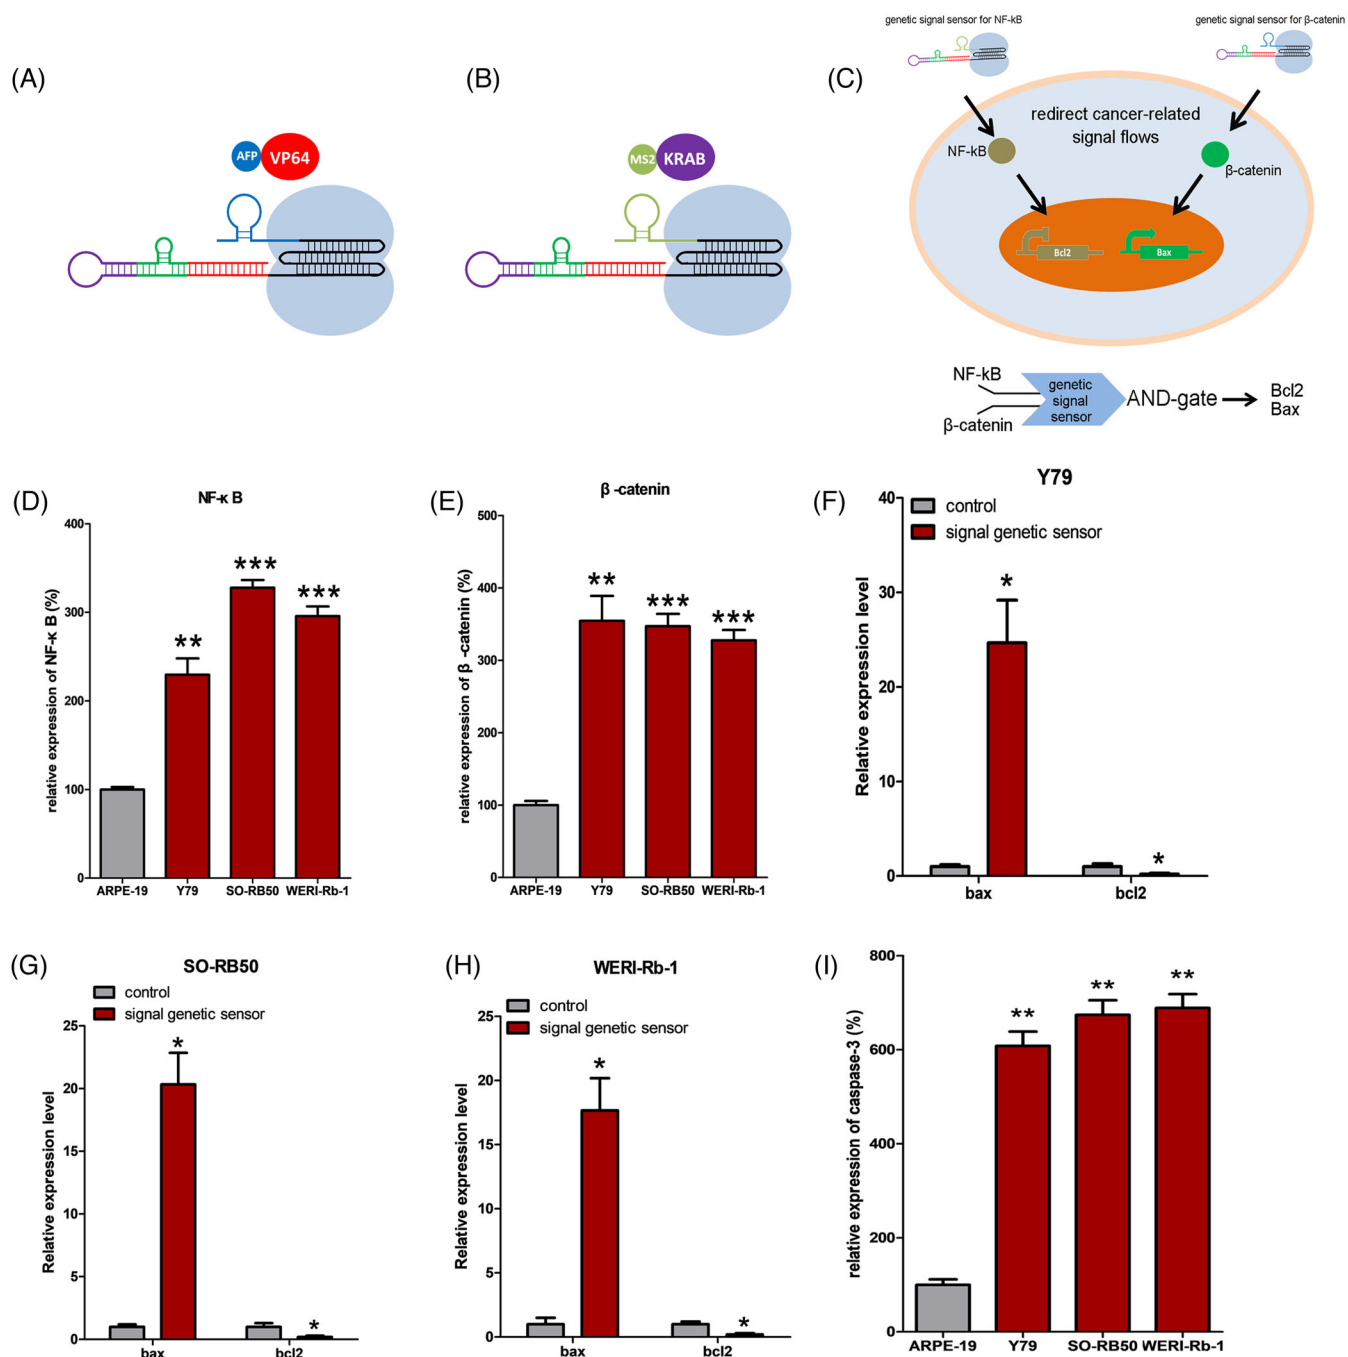 (A)
AFP VP64
(B)
MS2 KRAB
(C)
genetic signal sensor for NF-kB
genetic signal sensor for β-catenin
redirect cancer-related
signal flows
NF-kB
β-catenin
Bcl2
Bax
NF-kB
β-catenin
genetic
signal
sensor
AND-gate
Bcl2
Bax
(D)
NF-κ B
relative expression of NF-κ B (%)
400
300
200
100
0
** *** ***
ARPE-19 Y79 SO-RB50 WERI-Rb-1
(E)
β -catenin
relative expression of β -catenin (%)
500
400
300
200
100
0
** *** ***
ARPE-19 Y79 SO-RB50 WERI-Rb-1
(F)
Y79
control
signal genetic sensor
Relative expression level
40
30
20
10
0
* *
bax bcl2
(G)
SO-RB50
control
signal genetic sensor
Relative expression level
25
20
15
10
5
0
* *
bax bcl2
(H)
WERI-Rb-1
control
signal genetic sensor
Relative expression level
25
20
15
10
5
0
* *
bax bcl2
(I)
relative expression of caspase-3 (%)
800
600
400
200
0
** ** **
ARPE-19 Y79 SO-RB50 WERI-Rb-1